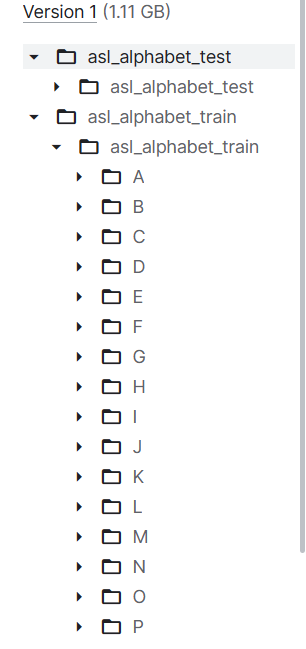 Version 1 (1.11 GB)
asl_alphabet_test
asl_alphabet_test
asl_alphabet_train
asl_alphabet_train
A
B
C
D
E
F
G
H
I
J
K
L
M
N
O
P